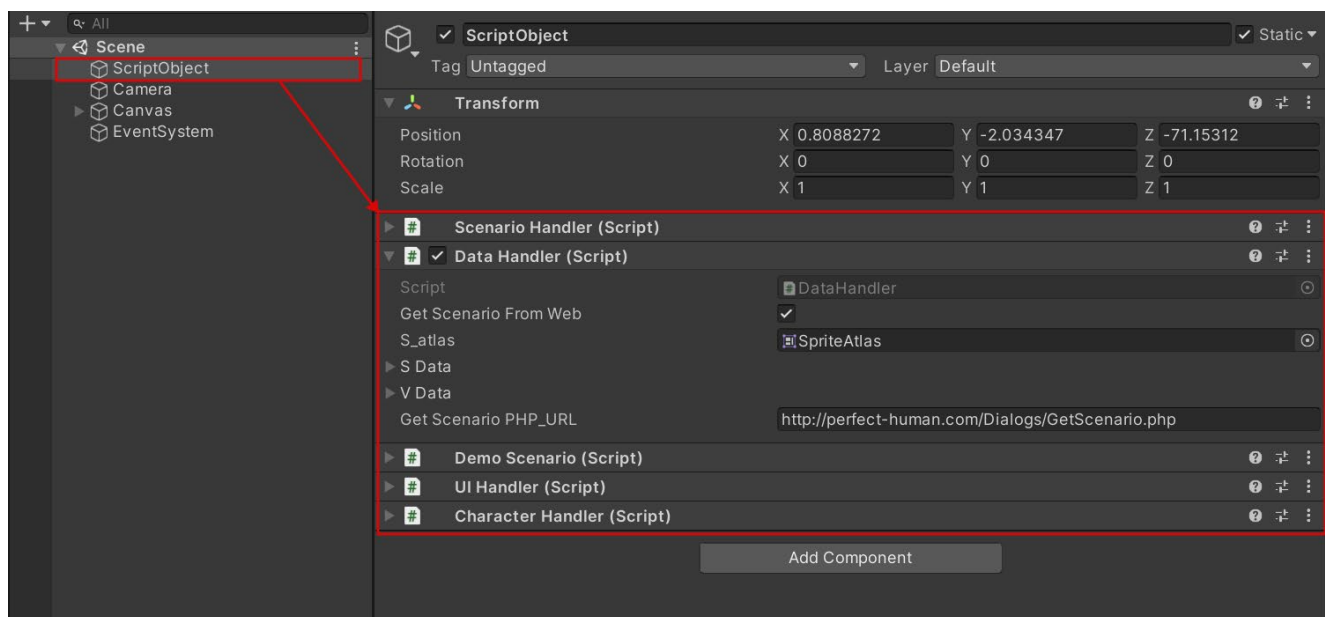 All
Scene
ScriptObject
Camera
Canvas
EventSystem
ScriptObject Static
Tag Untagged Layer Default
Transform
Position X 0.8088272 Y -2.034347 Z -71.15312
Rotation X 0 Y 0 Z 0
Scale X 1 Y 1 Z 1
# Scenario Handler (Script)
# Data Handler (Script)
Script # DataHandler
Get Scenario From Web
S_atlas SpriteAtlas
S Data
V Data
Get Scenario PHP_URL http://perfect-human.com/Dialogs/GetScenario.php
# Demo Scenario (Script)
# UI Handler (Script)
# Character Handler (Script)
Add Component